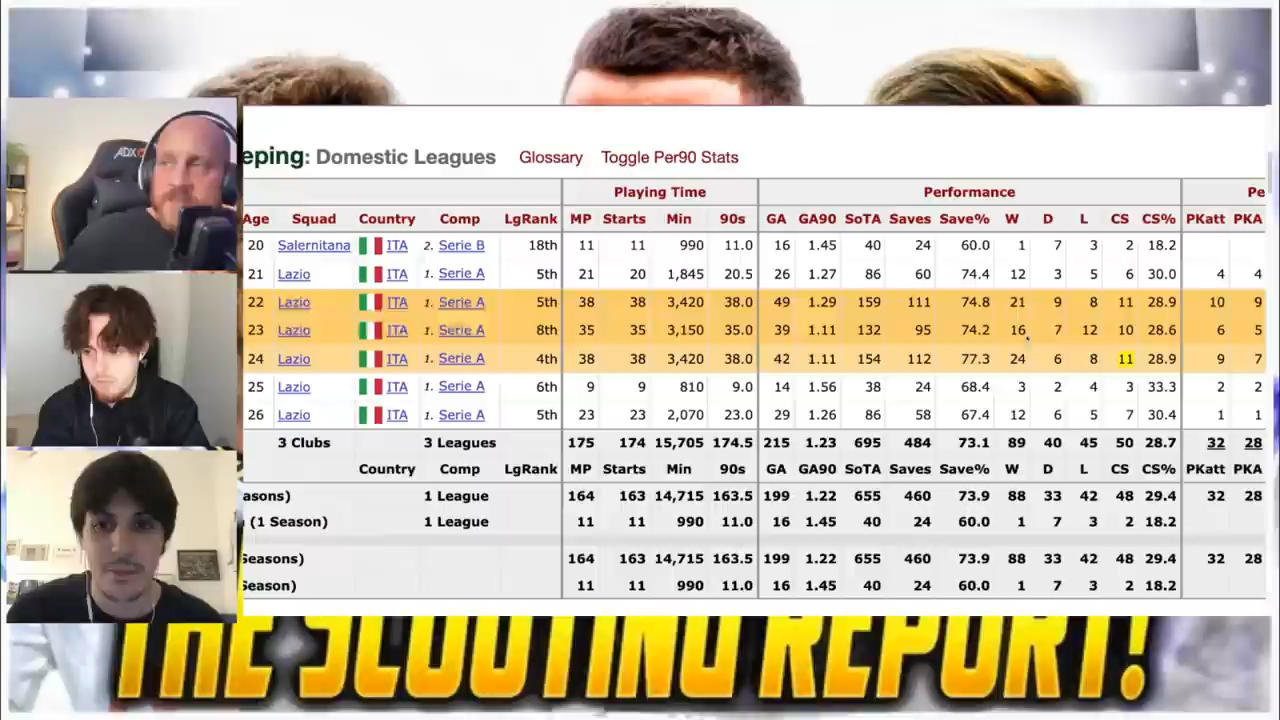 ADX
eping: Domestic Leagues Glossary Toggle Per90 Stats
Playing Time Performance Pe
Age Squad Country Comp LgRank MP Starts Min 90s GA GA90 SoTA Saves Save% W D L CS CS% PKatt PKA
20 Salernitana ITA 2. Serie B 18th 11 11 990 11.0 16 1.45 40 24 60.0 1 7 3 2 18.2
21 Lazio ITA 1. Serie A 5th 21 20 1,845 20.5 26 1.27 86 60 74.4 12 3 5 6 30.0 4 4
22 Lazio ITA 1. Serie A 5th 38 38 3,420 38.0 49 1.29 159 111 74.8 21 9 8 11 28.9 10 9
23 Lazio ITA 1. Serie A 8th 35 35 3,150 35.0 39 1.11 132 95 74.2 16 7 12 10 28.6 6 5
24 Lazio ITA 1. Serie A 4th 38 38 3,420 38.0 42 1.11 154 112 77.3 24 6 8 11 28.9 9 7
25 Lazio ITA 1. Serie A 6th 9 9 810 9.0 14 1.56 38 24 68.4 3 2 4 3 33.3 2 2
26 Lazio ITA 1. Serie A 5th 23 23 2,070 23.0 29 1.26 86 58 67.4 12 6 5 7 30.4 1 1
3 Clubs 3 Leagues 175 174 15,705 174.5 215 1.23 695 484 73.1 89 40 45 50 28.7 32 28
Country Comp LgRank MP Starts Min 90s GA GA90 SoTA Saves Save% W D L CS CS% PKatt PKA
asons) 1 League 164 163 14,715 163.5 199 1.22 655 460 73.9 88 33 42 48 29.4 32 28
(1 Season) 1 League 11 11 990 11.0 16 1.45 40 24 60.0 1 7 3 2 18.2
Seasons) 164 163 14,715 163.5 199 1.22 655 460 73.9 88 33 42 48 29.4 32 28
Season) 11 11 990 11.0 16 1.45 40 24 60.0 1 7 3 2 18.2
THE SCOUTING REPORT!